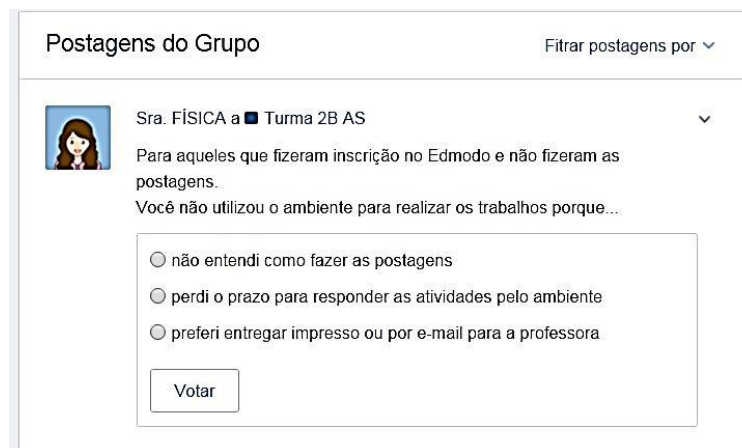 Postagens do Grupo
Fitrar postagens por
Sra. FÍSICA a Turma 2B AS
Para aqueles que fizeram inscrição no Edmodo e não fizeram as
postagens.
Você não utilizou o ambiente para realizar os trabalhos porque...
não entendi como fazer as postagens
perdi o prazo para responder as atividades pelo ambiente
preferi entregar impresso ou por e-mail para a professora
Votar